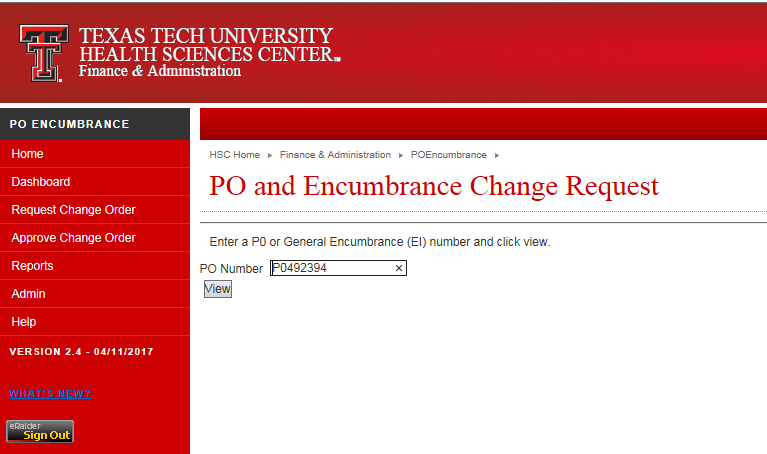 TEXAS TECH UNIVERSITY
HEALTH SCIENCES CENTER™
Finance & Administration
PO ENCUMBRANCE
Home
Dashboard
Request Change Order
Approve Change Order
Reports
Admin
Help
VERSION 2.4 - 04/11/2017
WHAT'S NEW?
eRaider
Sign Out
HSC Home ▸ Finance & Administration ▸ POEncumbrance ▸
PO and Encumbrance Change Request
Enter a P0 or General Encumbrance (EI) number and click view.
PO Number P0492394 ×
View